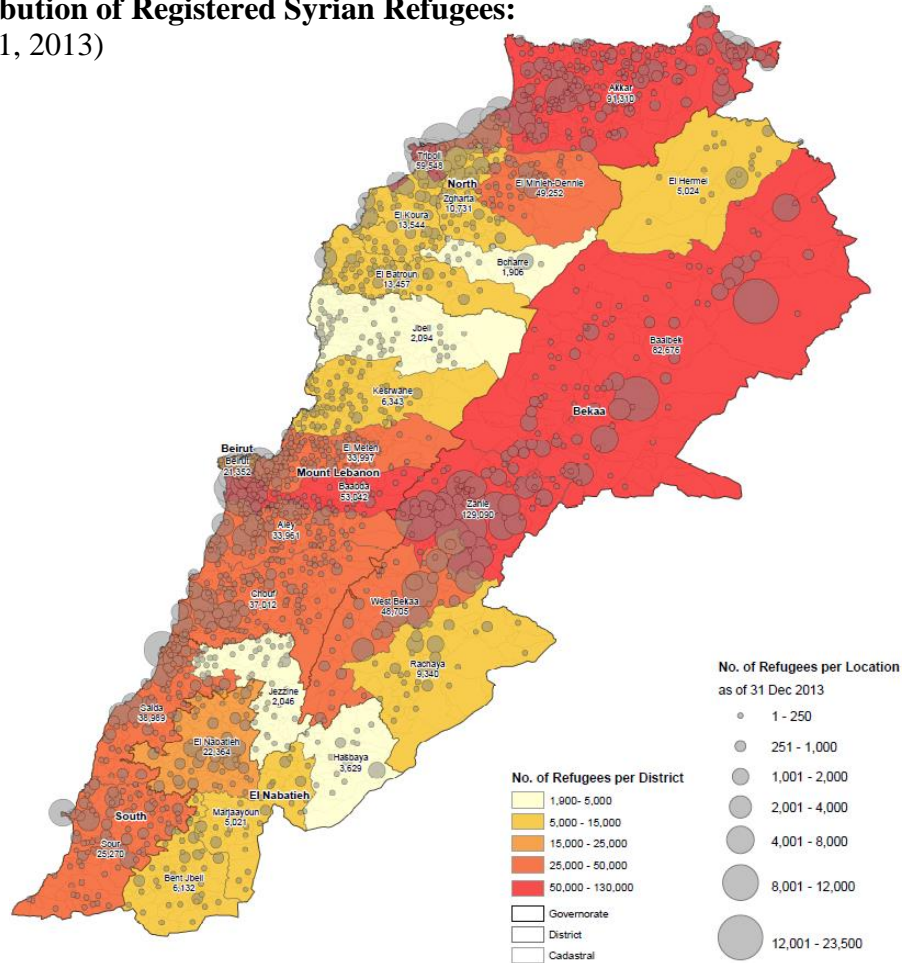 bution of Registered Syrian Refugees:
1, 2013)
Akkar
91,310
Tripoli
59,548
North
El Minieh-Dennie
49,252
El Hermel
5,024
Zgharta
10,731
El Koura
13,544
Bcharre
1,906
El Batroun
13,457
Jbeil
2,094
Baalbek
82,676
Kesrwane
6,343
Bekaa
Beirut
Beirut
21,352
El Meten
33,997
Mount Lebanon
Baabda
53,042
Zahle
129,090
Aley
33,961
Chouf
37,012
West Bekaa
48,705
Rachaya
9,340
Jezzine
2,046
Saida
38,989
El Nabatieh
22,364
Hasbaya
3,629
El Nabatieh
Marjaayoun
5,021
South
Sour
25,270
Bent Jbeil
6,132
No. of Refugees per District
1,900- 5,000
5,000 - 15,000
15,000 - 25,000
25,000 - 50,000
50,000 - 130,000
Governorate
District
Cadastral
No. of Refugees per Location
as of 31 Dec 2013
1 - 250
251 - 1,000
1,001 - 2,000
2,001 - 4,000
4,001 - 8,000
8,001 - 12,000
12,001 - 23,500